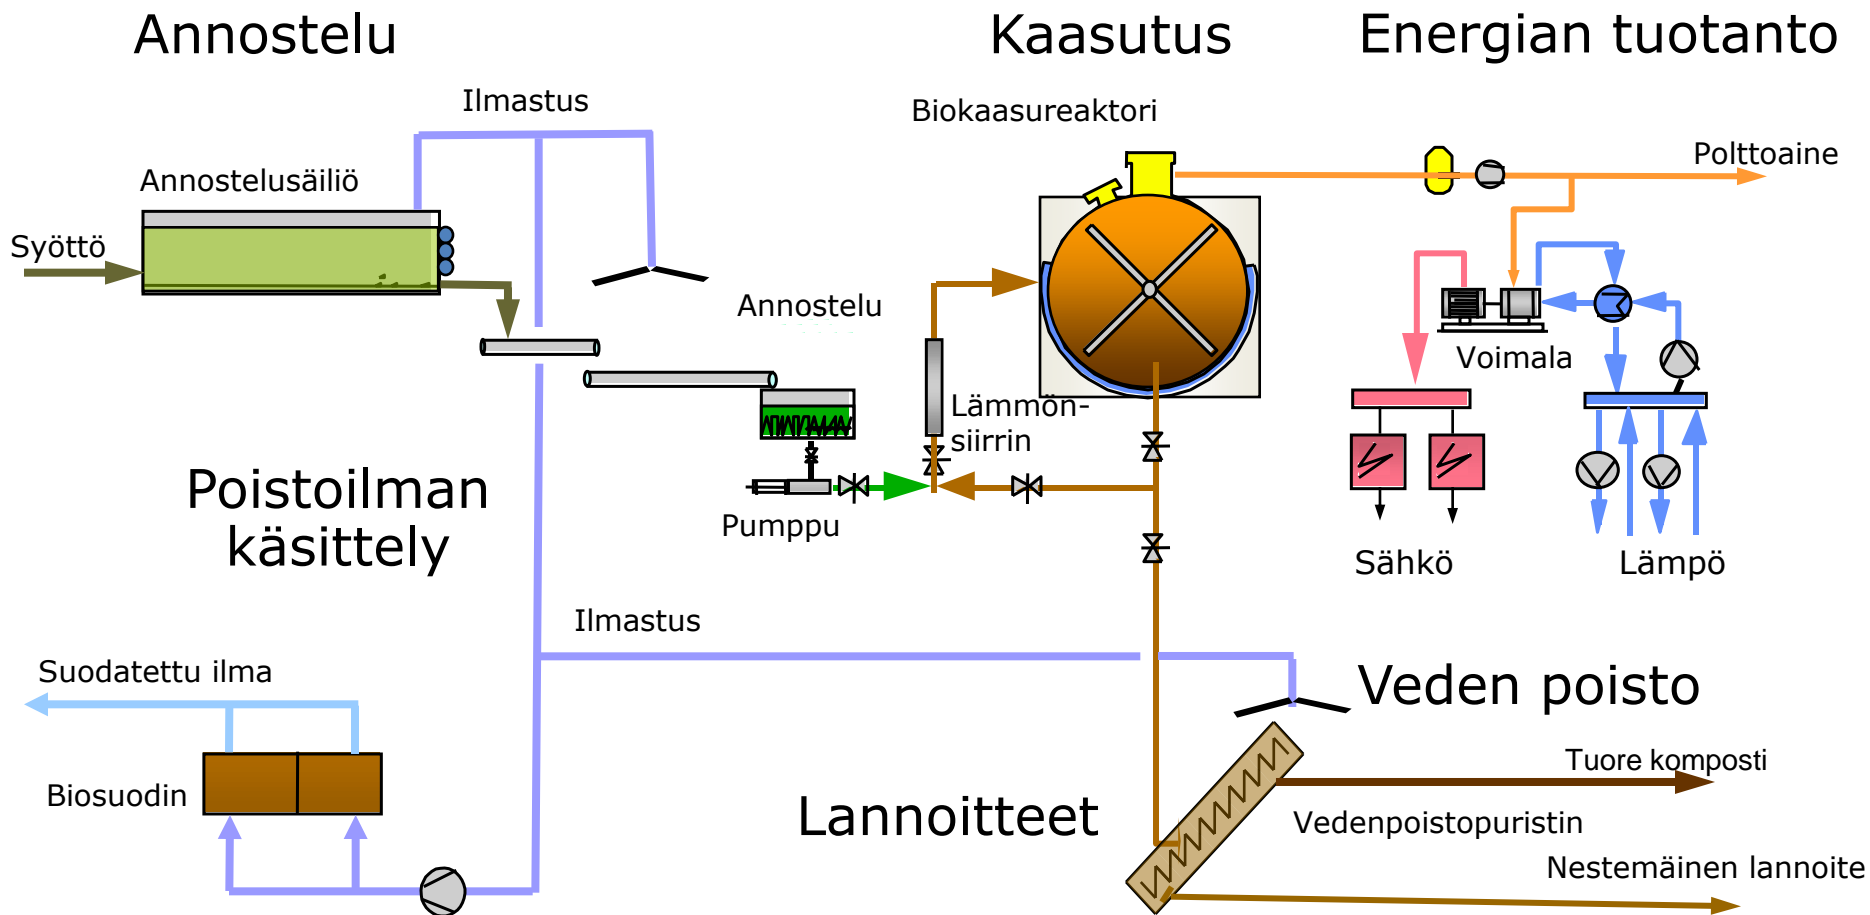 Annostelu
Kaasutus
Energian tuotanto
Ilmastus
Biokaasureaktori
Polttoaine
Annostelusäiliö
Syöttö
Annostelu
Voimala
Lämmön-
siirrin
Poistoilman
käsittely
Pumppu
Sähkö
Lämpö
Ilmastus
Suodatettu ilma
Veden poisto
Tuore komposti
Biosuodin
Lannoitteet
Vedenpoistopuristin
Nestemäinen lannoite